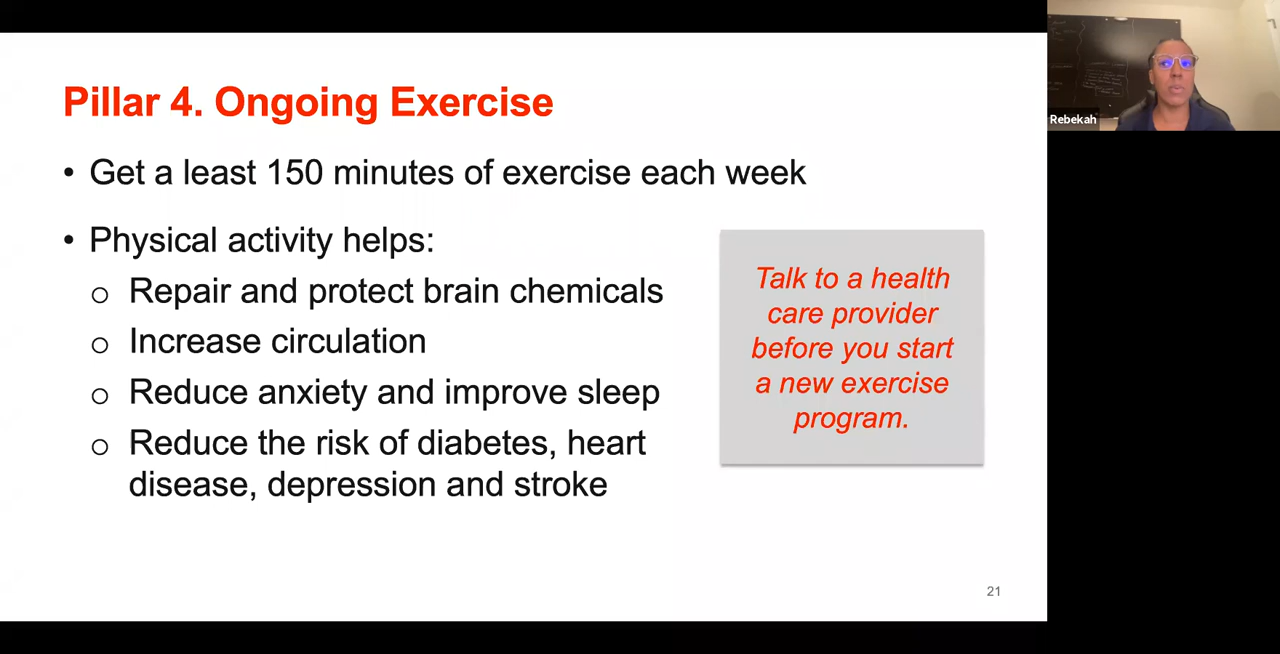 Pillar 4. Ongoing Exercise
• Get a least 150 minutes of exercise each week
• Physical activity helps:
o Repair and protect brain chemicals
o Increase circulation
o Reduce anxiety and improve sleep
o Reduce the risk of diabetes, heart
disease, depression and stroke
Talk to a health
care provider
before you start
a new exercise
program.
21
Rebekah